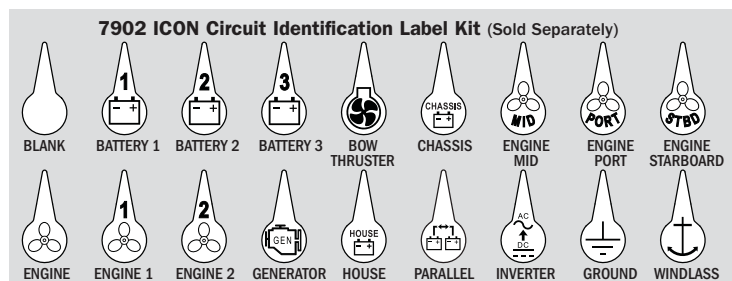 7902 ICON Circuit Identification Label Kit (Sold Separately)
1 2 3
- + - + - + CHASSIS MID PORT STBD
- +
BLANK BATTERY 1 BATTERY 2 BATTERY 3 BOW THRUSTER CHASSIS ENGINE MID ENGINE PORT ENGINE STARBOARD
1 2
GEN HOUSE AC
- + - + - + DC
ENGINE ENGINE 1 ENGINE 2 GENERATOR HOUSE PARALLEL INVERTER GROUND WINDLASS